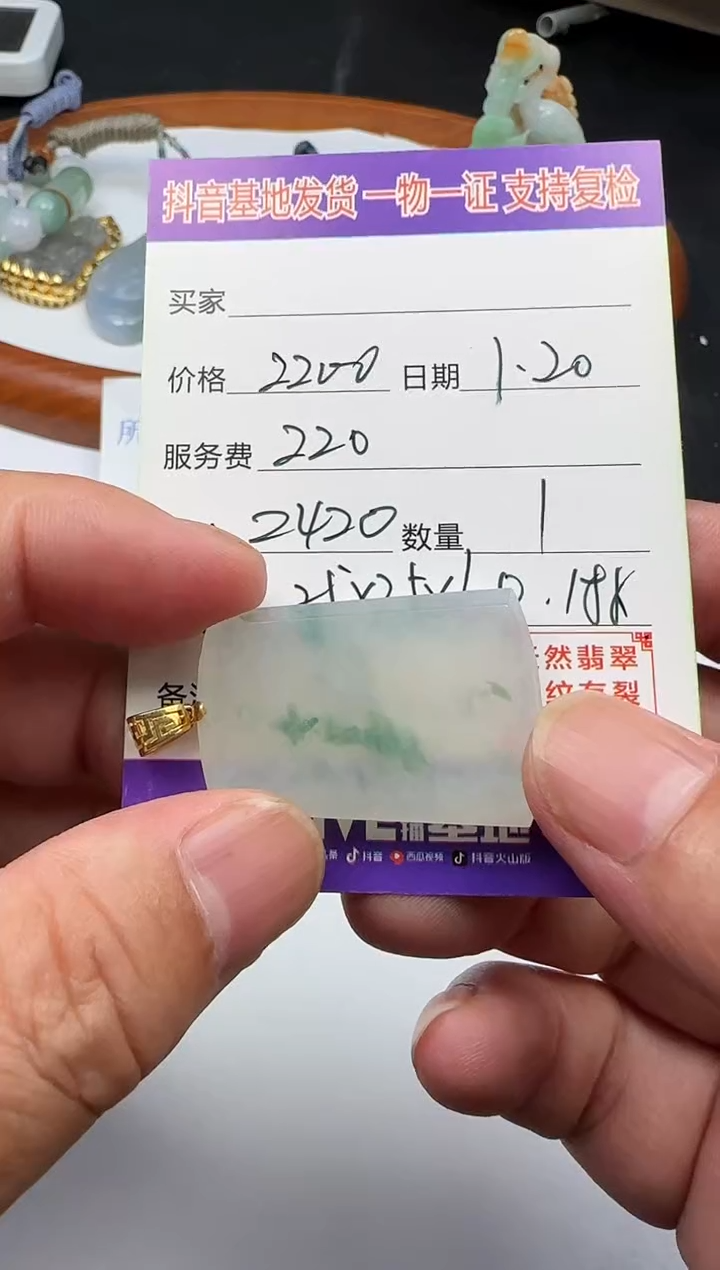 抖音基地发货 一物一证 支持复检
买家
价格 2200 日期 1.20
服务费 220
2420 数量 1
.18K
然翡翠
纹有裂
所
抖音 西瓜视频 抖音火山版